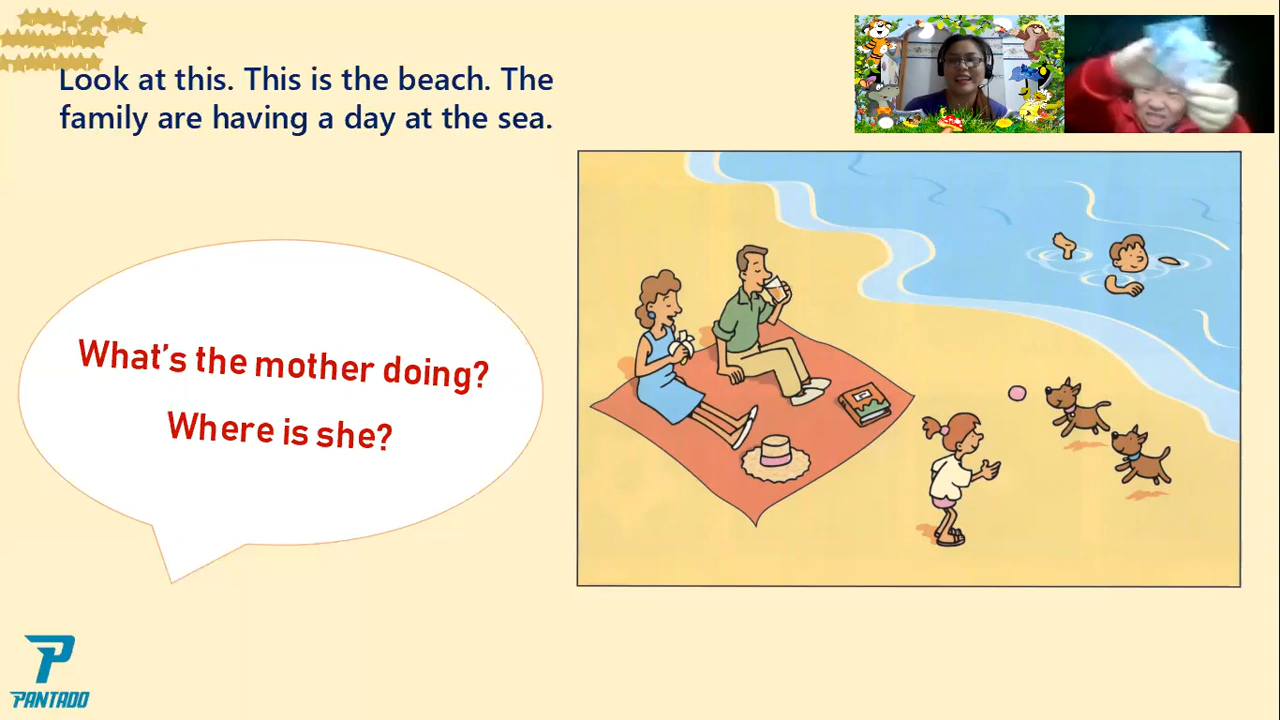 Look at this. This is the beach. The
family are having a day at the sea.
What's the mother doing?
Where is she?
PANTADO